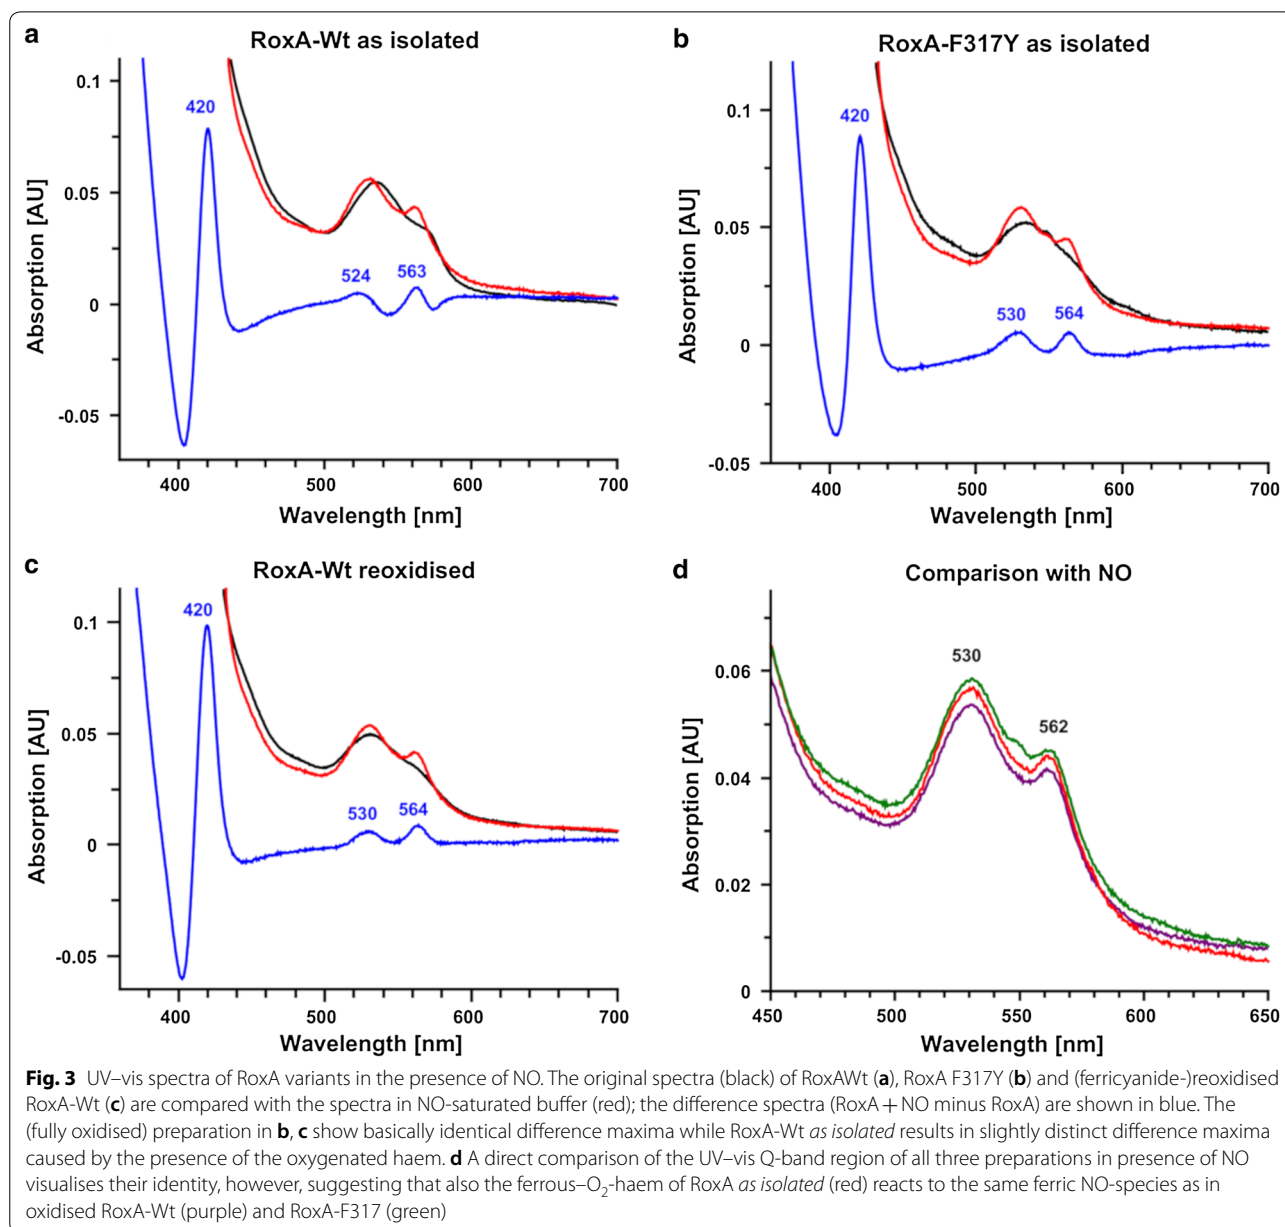 a
RoxA-Wt as isolated
0.1
0.05
0
-0.05
420
524
563
400
500
600
700
Absorption [AU]
Wavelength [nm]
b
RoxA-F317Y as isolated
0.1
0.05
0
-0.05
420
530
564
400
500
600
700
Absorption [AU]
Wavelength [nm]
c
RoxA-Wt reoxidised
0.1
0.05
0
-0.05
420
530
564
400
500
600
700
Absorption [AU]
Wavelength [nm]
d
Comparison with NO
0.06
0.04
0.02
0
530
562
450
500
550
600
650
Absorption [AU]
Wavelength [nm]
Fig. 3 UV–vis spectra of RoxA variants in the presence of NO. The original spectra (black) of RoxAWt (a), RoxA F317Y (b) and (ferricyanide-)reoxidised
RoxA-Wt (c) are compared with the spectra in NO-saturated buffer (red); the difference spectra (RoxA + NO minus RoxA) are shown in blue. The
(fully oxidised) preparation in b, c show basically identical difference maxima while RoxA-Wt as isolated results in slightly distinct difference maxima
caused by the presence of the oxygenated haem. d A direct comparison of the UV–vis Q-band region of all three preparations in presence of NO
visualises their identity, however, suggesting that also the ferrous–O₂-haem of RoxA as isolated (red) reacts to the same ferric NO-species as in
oxidised RoxA-Wt (purple) and RoxA-F317 (green)